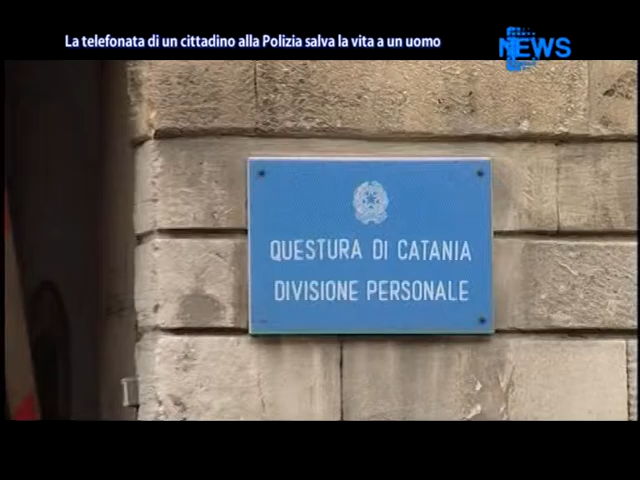 La telefonata di un cittadino alla Polizia salva la vita a un uomo
NEWS
QUESTURA DI CATANIA
DIVISIONE PERSONALE